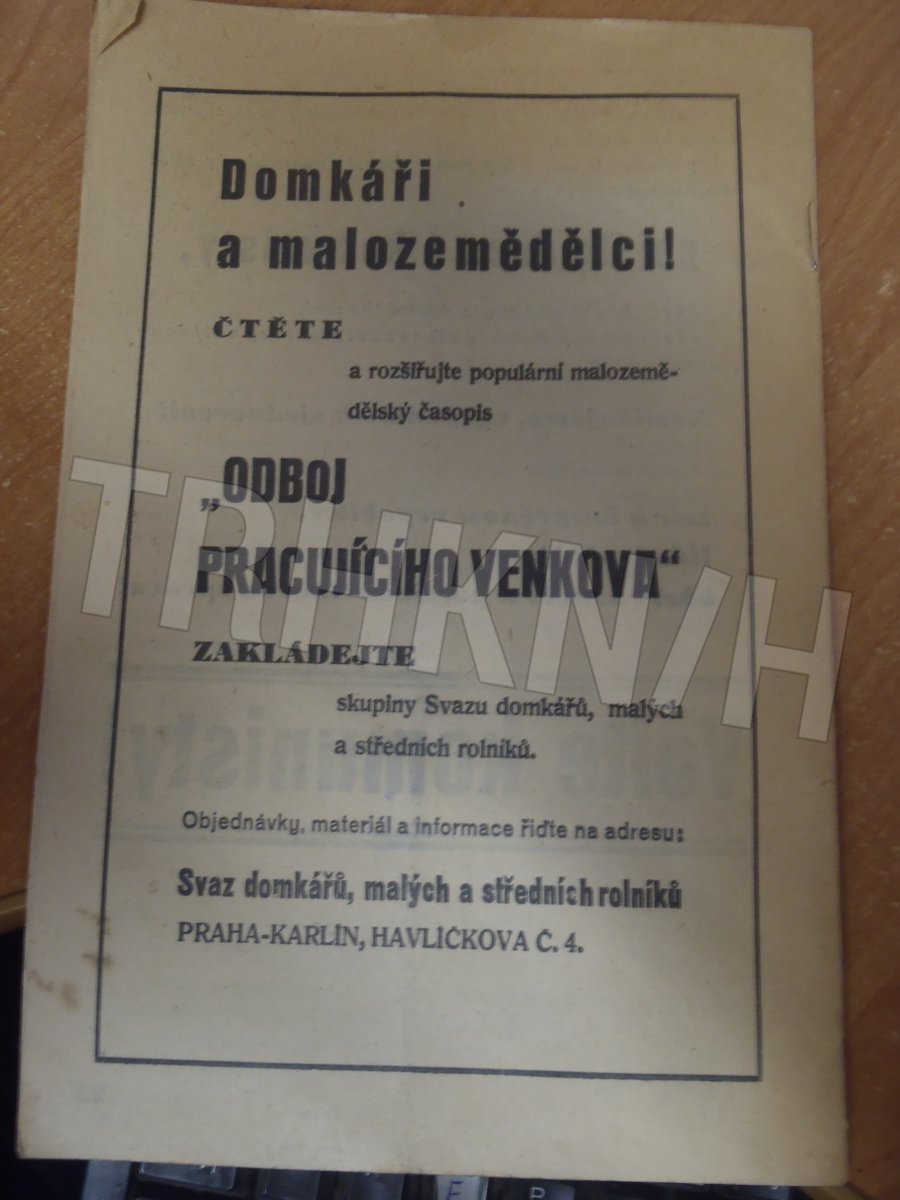 Domkáři
a malozemědělci!
ČTĚTE
a rozšiřujte populární malozemě-
dělský časopis
„ODBOJ
PRACUJÍCÍHO VENKOVA“
ZAKLÁDEJTE
skupiny Svazu domkářů, malých
a středních rolníků.
Objednávky, materiál a informace řiďte na adresu:
Svaz domkářů, malých a středních rolníků
PRAHA-KARLÍN, HAVLÍČKOVA Č. 4.
TRHKN/H